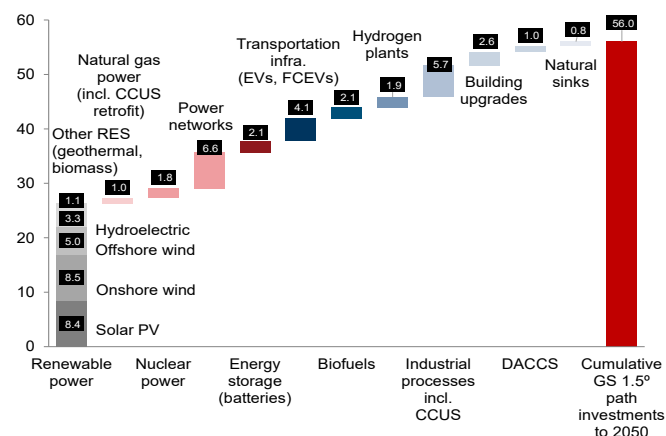 60
50
40
30
20
10
0
Natural gas
power
(incl. CCUS
retrofit)
Other RES
(geothermal,
biomass)
Power
networks
Transportation
infra.
(EVs, FCEVs)
Hydrogen
plants
Building
upgrades
Natural
sinks
Hydroelectric
Offshore wind
Onshore wind
Solar PV
1.1
3.3
5.0
8.5
8.4
1.0
1.8
6.6
2.1
4.1
2.1
1.9
5.7
2.6
1.0
0.8
56.0
Renewable
power
Nuclear
power
Energy
storage
(batteries)
Biofuels
Industrial
processes
incl.
CCUS
DACCS
Cumulative
GS 1.5º
path
investments
to 2050